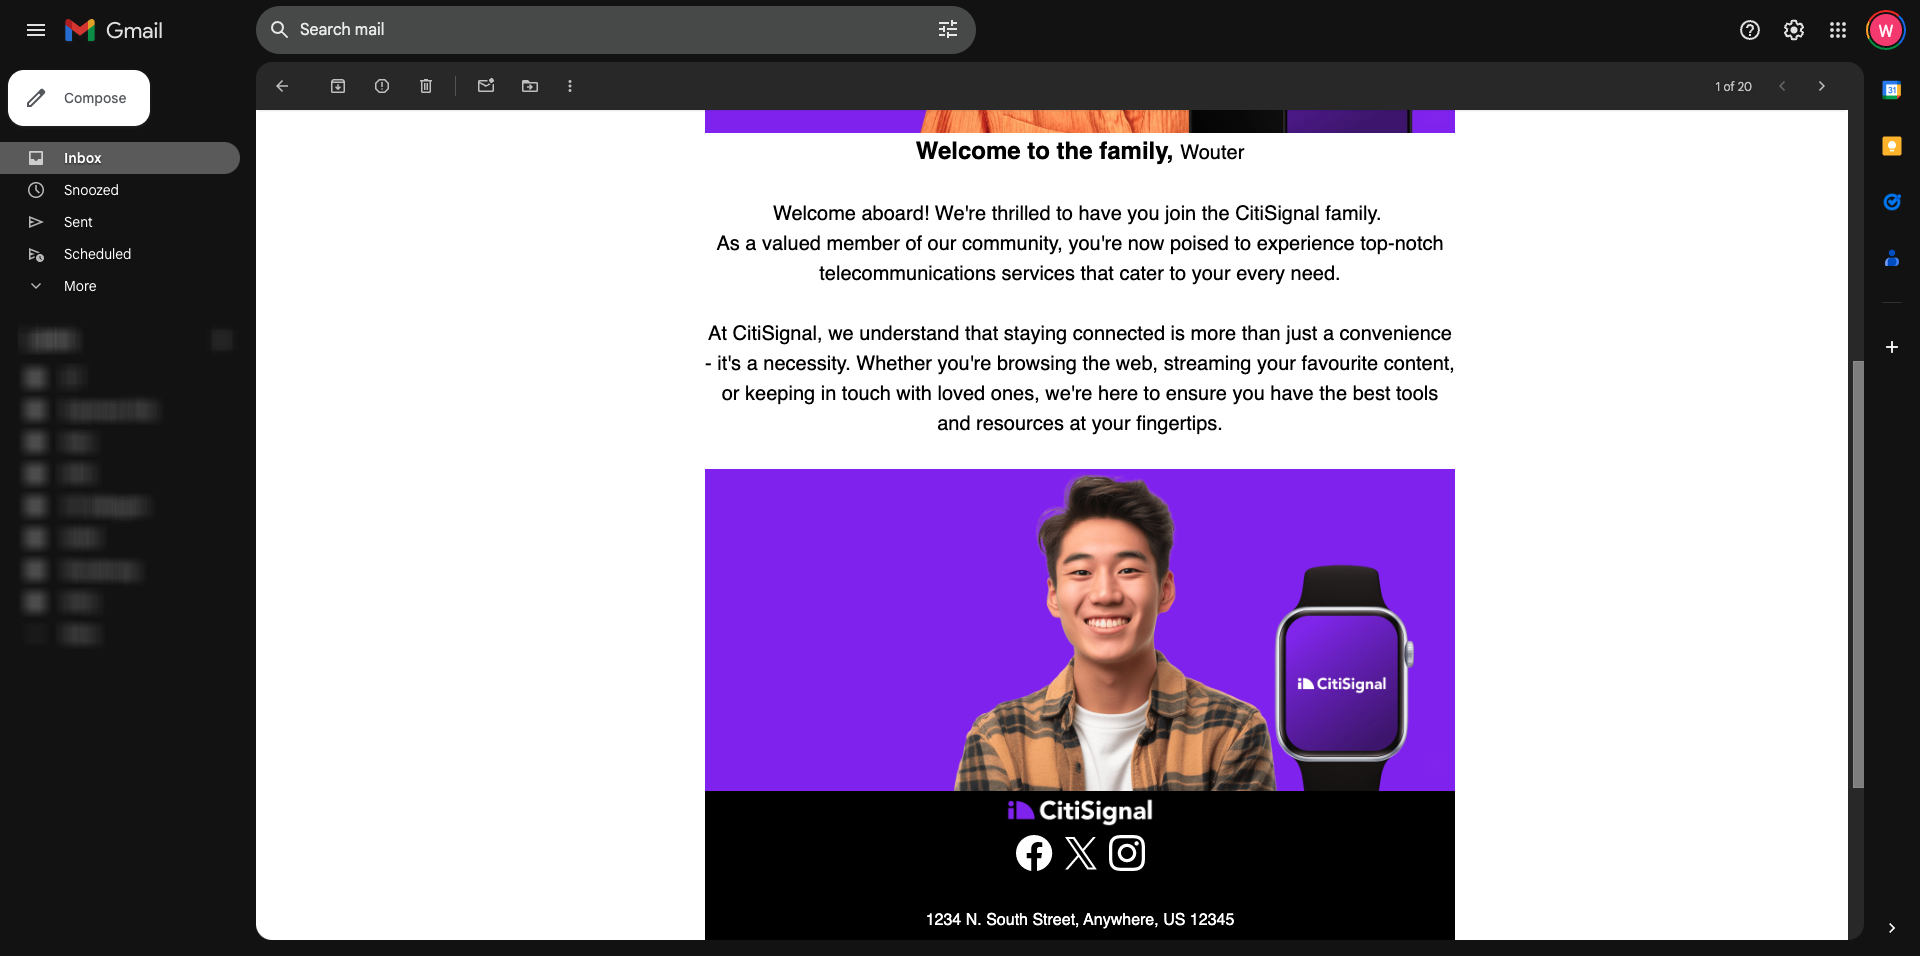 Gmail
Search mail
W
Compose
1 of 20
31
Inbox
Snoozed
Sent
Scheduled
More
Welcome to the family, Wouter
Welcome aboard! We're thrilled to have you join the CitiSignal family.
As a valued member of our community, you're now poised to experience top-notch
telecommunications services that cater to your every need.
At CitiSignal, we understand that staying connected is more than just a convenience
- it's a necessity. Whether you're browsing the web, streaming your favourite content,
or keeping in touch with loved ones, we're here to ensure you have the best tools
and resources at your fingertips.
CitiSignal
CitiSignal
1234 N. South Street, Anywhere, US 12345